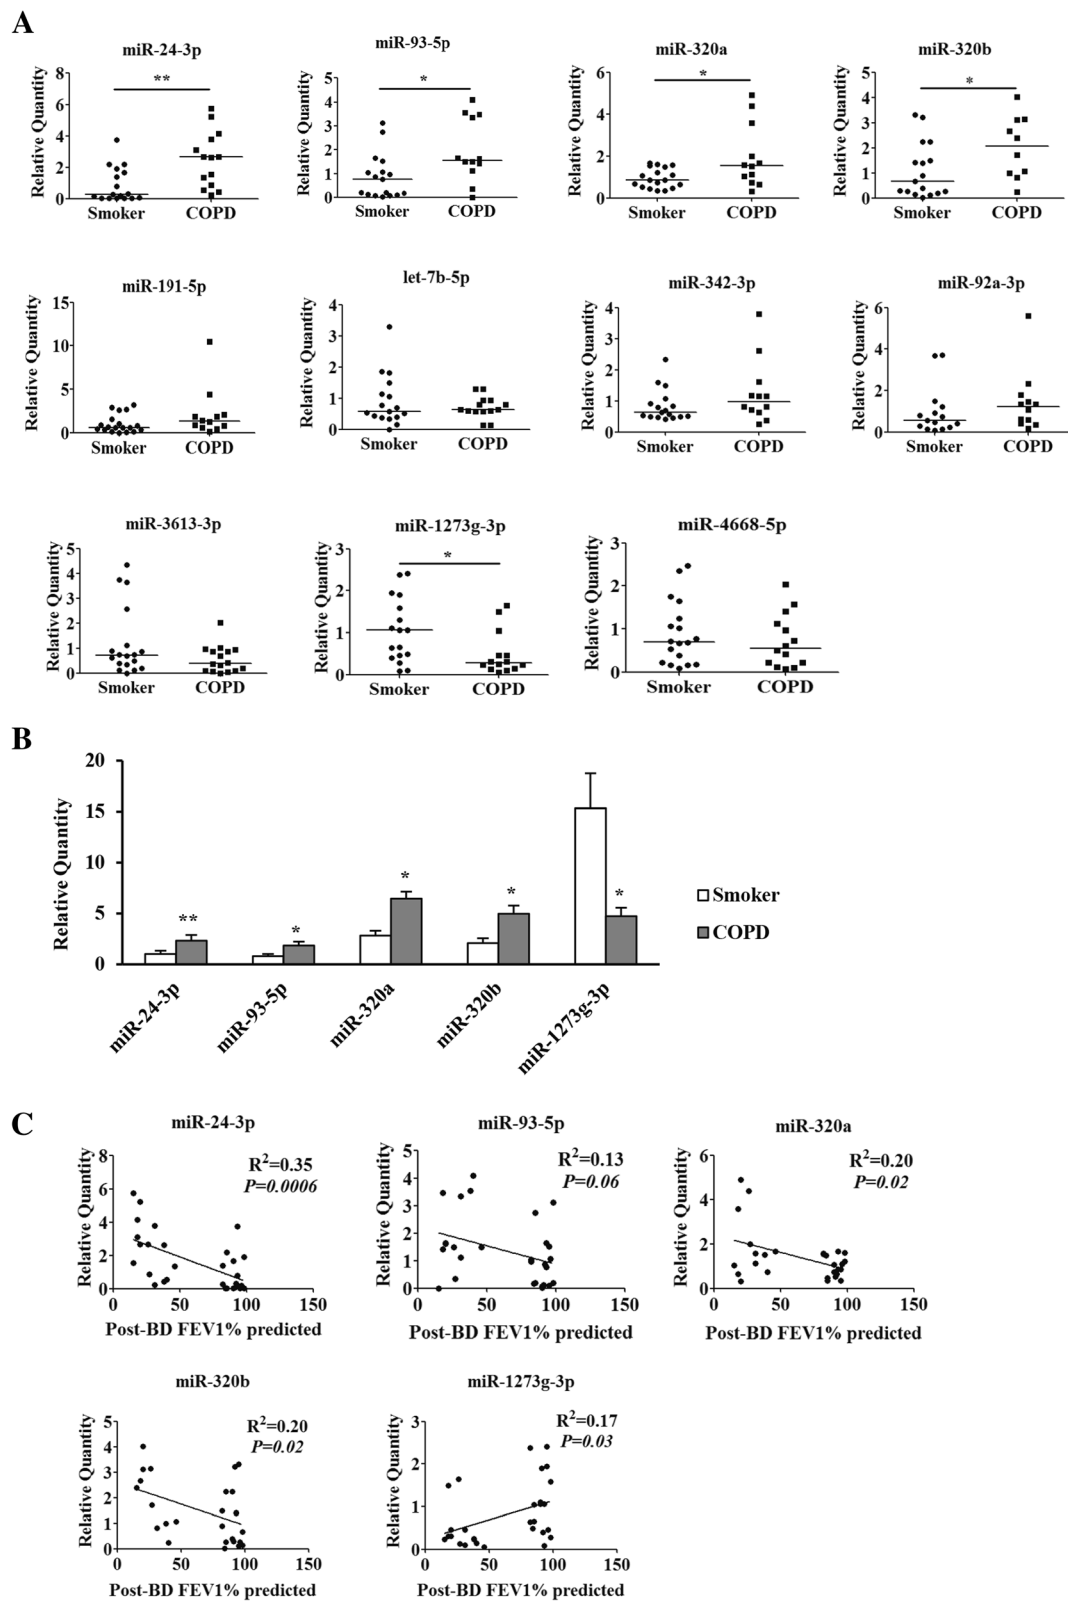 A
miR-24-3p
Relative Quantity
8
6
4
2
0
**
Smoker COPD
miR-93-5p
Relative Quantity
5
4
3
2
1
0
*
Smoker COPD
miR-320a
Relative Quantity
6
4
2
0
*
Smoker COPD
miR-320b
Relative Quantity
5
4
3
2
1
0
*
Smoker COPD
miR-191-5p
Relative Quantity
15
10
5
0
Smoker COPD
let-7b-5p
Relative Quantity
4
3
2
1
0
Smoker COPD
miR-342-3p
Relative Quantity
4
3
2
1
0
Smoker COPD
miR-92a-3p
Relative Quantity
6
4
2
0
Smoker COPD
miR-3613-3p
Relative Quantity
5
4
3
2
1
0
Smoker COPD
miR-1273g-3p
Relative Quantity
3
2
1
0
*
Smoker COPD
miR-4668-5p
Relative Quantity
3
2
1
0
Smoker COPD
B
Relative Quantity
20
15
10
5
0
**
*
*
*
*
miR-24-3p
miR-93-5p
miR-320a
miR-320b
miR-1273g-3p
Smoker
COPD
C
miR-24-3p
R²=0.35
P=0.0006
Relative Quantity
8
6
4
2
0
0 50 100 150
Post-BD FEV1% predicted
miR-93-5p
R²=0.13
P=0.06
Relative Quantity
5
4
3
2
1
0
0 50 100 150
Post-BD FEV1% predicted
miR-320a
R²=0.20
P=0.02
Relative Quantity
6
4
2
0
0 50 100 150
Post-BD FEV1% predicted
miR-320b
R²=0.20
P=0.02
Relative Quantity
5
4
3
2
1
0
0 50 100 150
Post-BD FEV1% predicted
miR-1273g-3p
R²=0.17
P=0.03
Relative Quantity
3
2
1
0
0 50 100 150
Post-BD FEV1% predicted